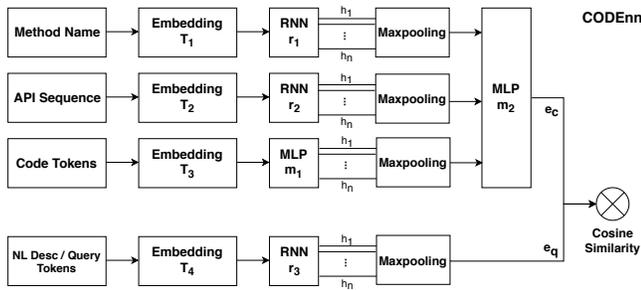 CODEnn
Method Name
Embedding
T1
RNN
r1
h1
⋮
hn
Maxpooling
API Sequence
Embedding
T2
RNN
r2
h1
⋮
hn
Maxpooling
Code Tokens
Embedding
T3
MLP
m1
h1
⋮
hn
Maxpooling
MLP
m2
ec
NL Desc / Query
Tokens
Embedding
T4
RNN
r3
h1
⋮
hn
Maxpooling
eq
Cosine
Similarity